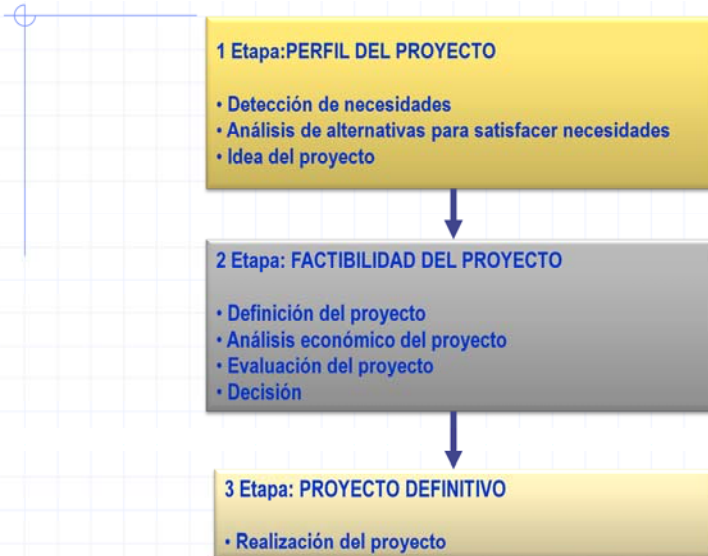 1 Etapa:PERFIL DEL PROYECTO
• Detección de necesidades
• Análisis de alternativas para satisfacer necesidades
• Idea del proyecto
2 Etapa: FACTIBILIDAD DEL PROYECTO
• Definición del proyecto
• Análisis económico del proyecto
• Evaluación del proyecto
• Decisión
3 Etapa: PROYECTO DEFINITIVO
• Realización del proyecto